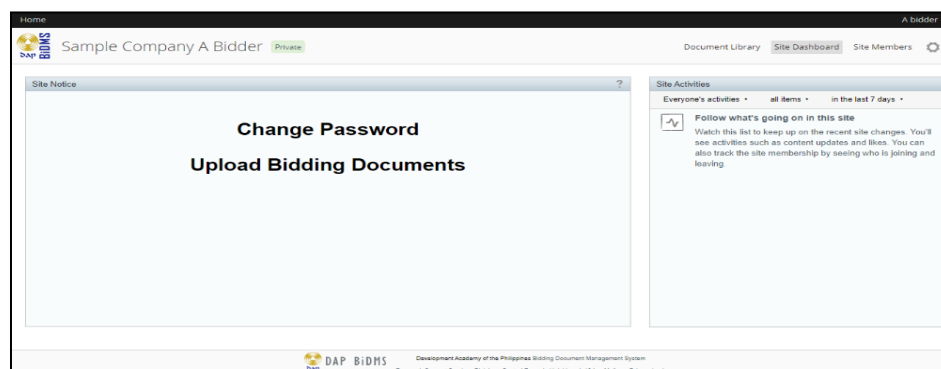 Home
A bidder
DAP BiDMS
Sample Company A Bidder Private
Document Library Site Dashboard Site Members
Site Notice ?
Change Password
Upload Bidding Documents
Site Activities
Everyone's activities all items in the last 7 days
Follow what's going on in this site
Watch this list to keep up on the recent site changes. You'll
see activities such as content updates and likes. You can
also track the site membership by seeing who is joining and
leaving.
DAP BiDMS
Development Academy of the Philippines Bidding Document Management System